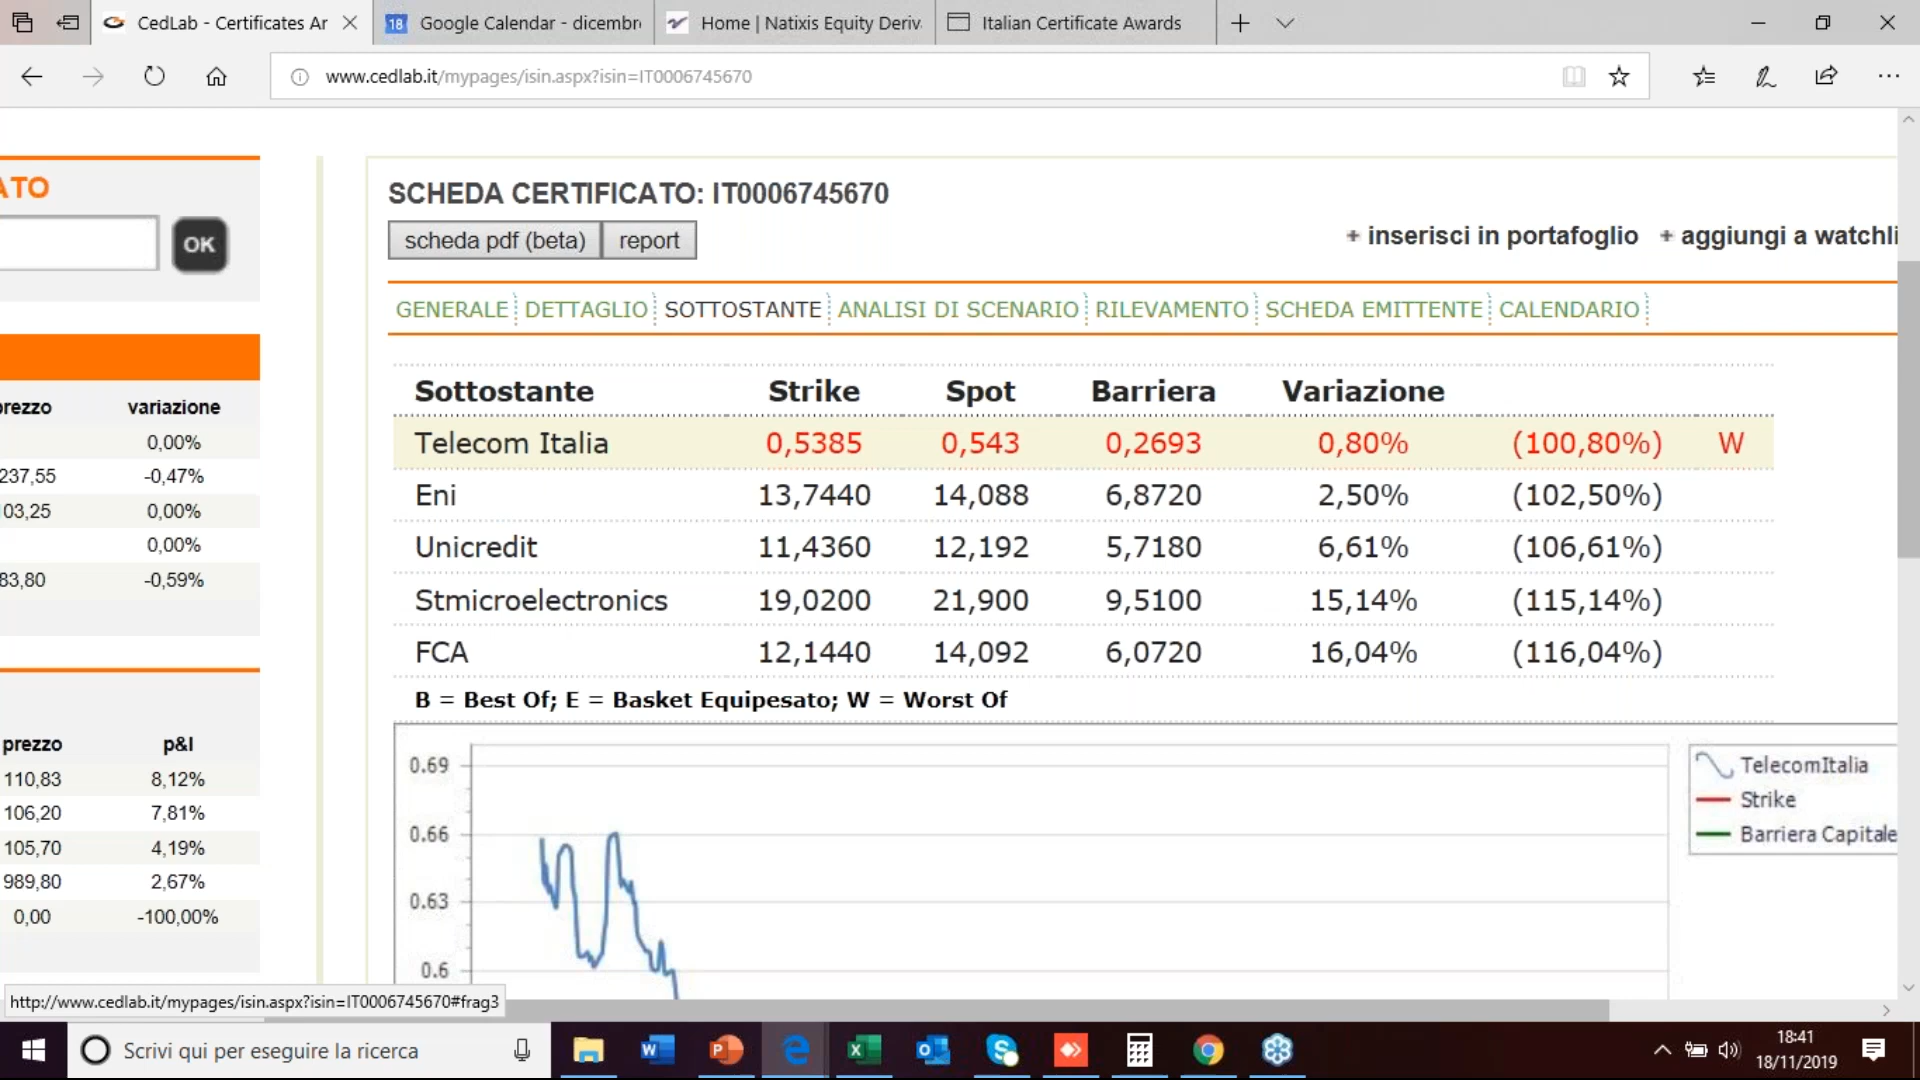 CedLab - Certificates Ar
18 Google Calendar - dicembre
Home | Natixis Equity Deriv
Italian Certificate Awards
www.cedlab.it/mypages/isin.aspx?isin=IT0006745670
ATO
OK
SCHEDA CERTIFICATO: IT0006745670
scheda pdf (beta) report
+ inserisci in portafoglio + aggiungi a watchli
GENERALE DETTAGLIO SOTTOSTANTE ANALISI DI SCENARIO RILEVAMENTO SCHEDA EMITTENTE CALENDARIO
Sottostante Strike Spot Barriera Variazione
Telecom Italia 0,5385 0,543 0,2693 0,80% (100,80%) W
Eni 13,7440 14,088 6,8720 2,50% (102,50%)
Unicredit 11,4360 12,192 5,7180 6,61% (106,61%)
Stmicroelectronics 19,0200 21,900 9,5100 15,14% (115,14%)
FCA 12,1440 14,092 6,0720 16,04% (116,04%)
B = Best Of; E = Basket Equipesato; W = Worst Of
prezzo variazione
0,00%
237,55 -0,47%
03,25 0,00%
0,00%
83,80 -0,59%
prezzo p&l
110,83 8,12%
106,20 7,81%
105,70 4,19%
989,80 2,67%
0,00 -100,00%
0.69
0.66
0.63
0.6
TelecomItalia
Strike
Barriera Capitale
http://www.cedlab.it/mypages/isin.aspx?isin=IT0006745670#frag3
Scrivi qui per eseguire la ricerca
18:41
18/11/2019